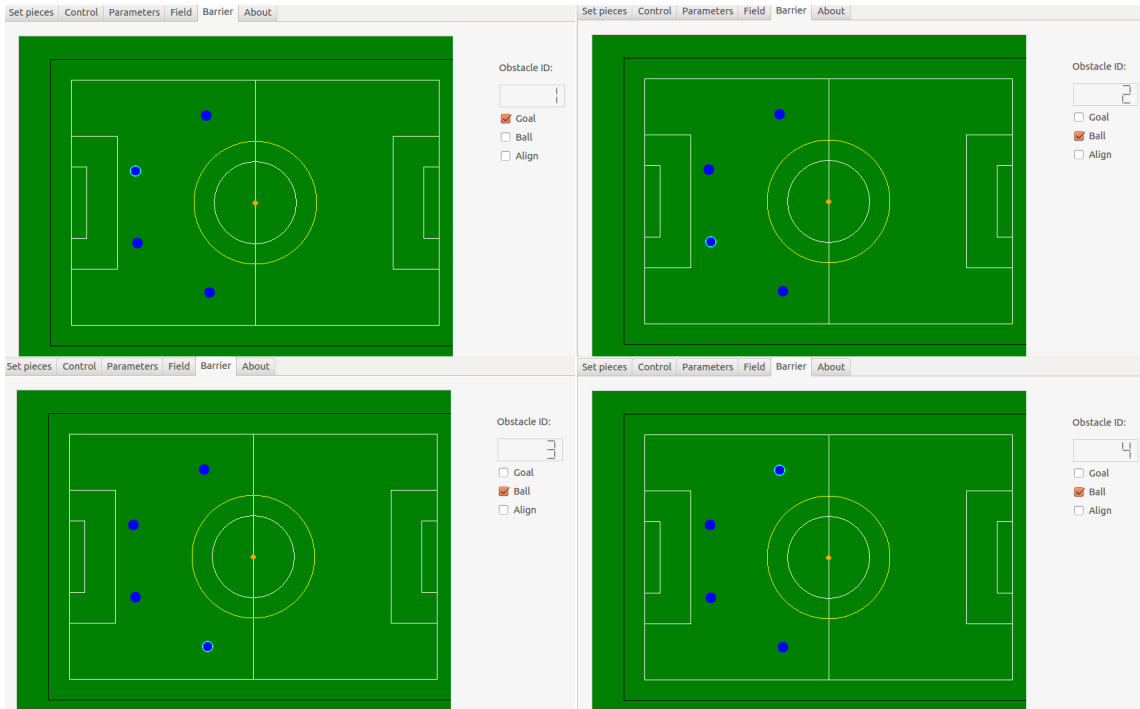 Set pieces Control Parameters Field Barrier About
Obstacle ID:
1
Goal
Ball
Align
Set pieces Control Parameters Field Barrier About
Obstacle ID:
2
Goal
Ball
Align
Set pieces Control Parameters Field Barrier About
Obstacle ID:
3
Goal
Ball
Align
Set pieces Control Parameters Field Barrier About
Obstacle ID:
4
Goal
Ball
Align